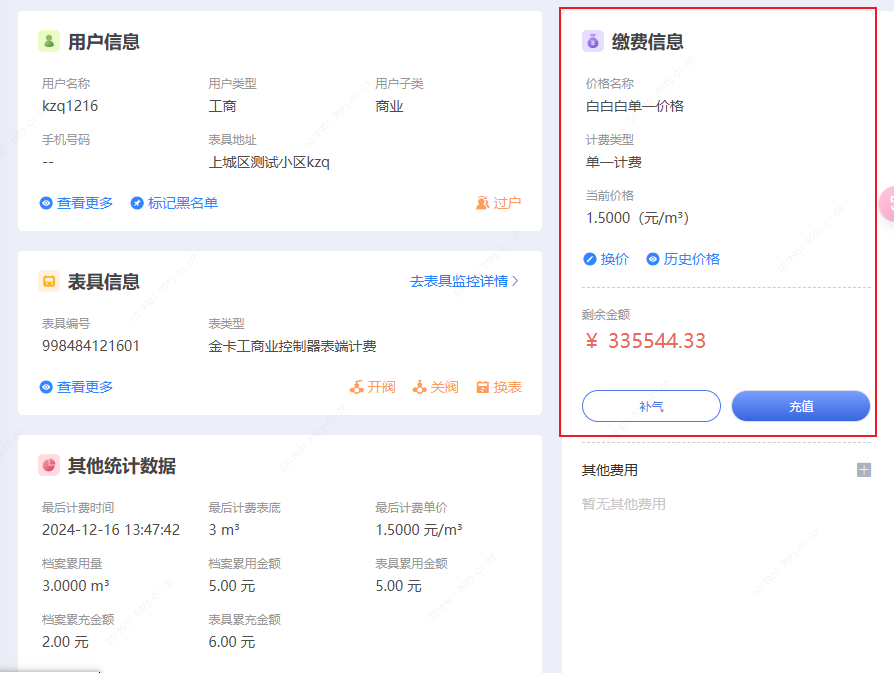 用户信息
用户名称 用户类型 用户子类
kzq1216 工商 商业
手机号码 表具地址
-- 上城区测试小区kzq
查看更多 标记黑名单 过户
表具信息 去表具监控详情
表具编号 表类型
998484121601 金卡工商业控制器表端计费
查看更多 开阀 关阀 换表
其他统计数据
最后计费时间 最后计费表底 最后计费单价
2024-12-16 13:47:42 3 m³ 1.5000 元/m³
档案累用量 档案累用金额 表具累用金额
3.0000 m³ 5.00 元 5.00 元
档案累充金额 表具累充金额
2.00 元 6.00 元
缴费信息
价格名称
白白白单一价格
计费类型
单一计费
当前价格
1.5000（元/m³）
换价 历史价格
剩余金额
¥ 335544.33
补气 充值
其他费用
暂无其他费用